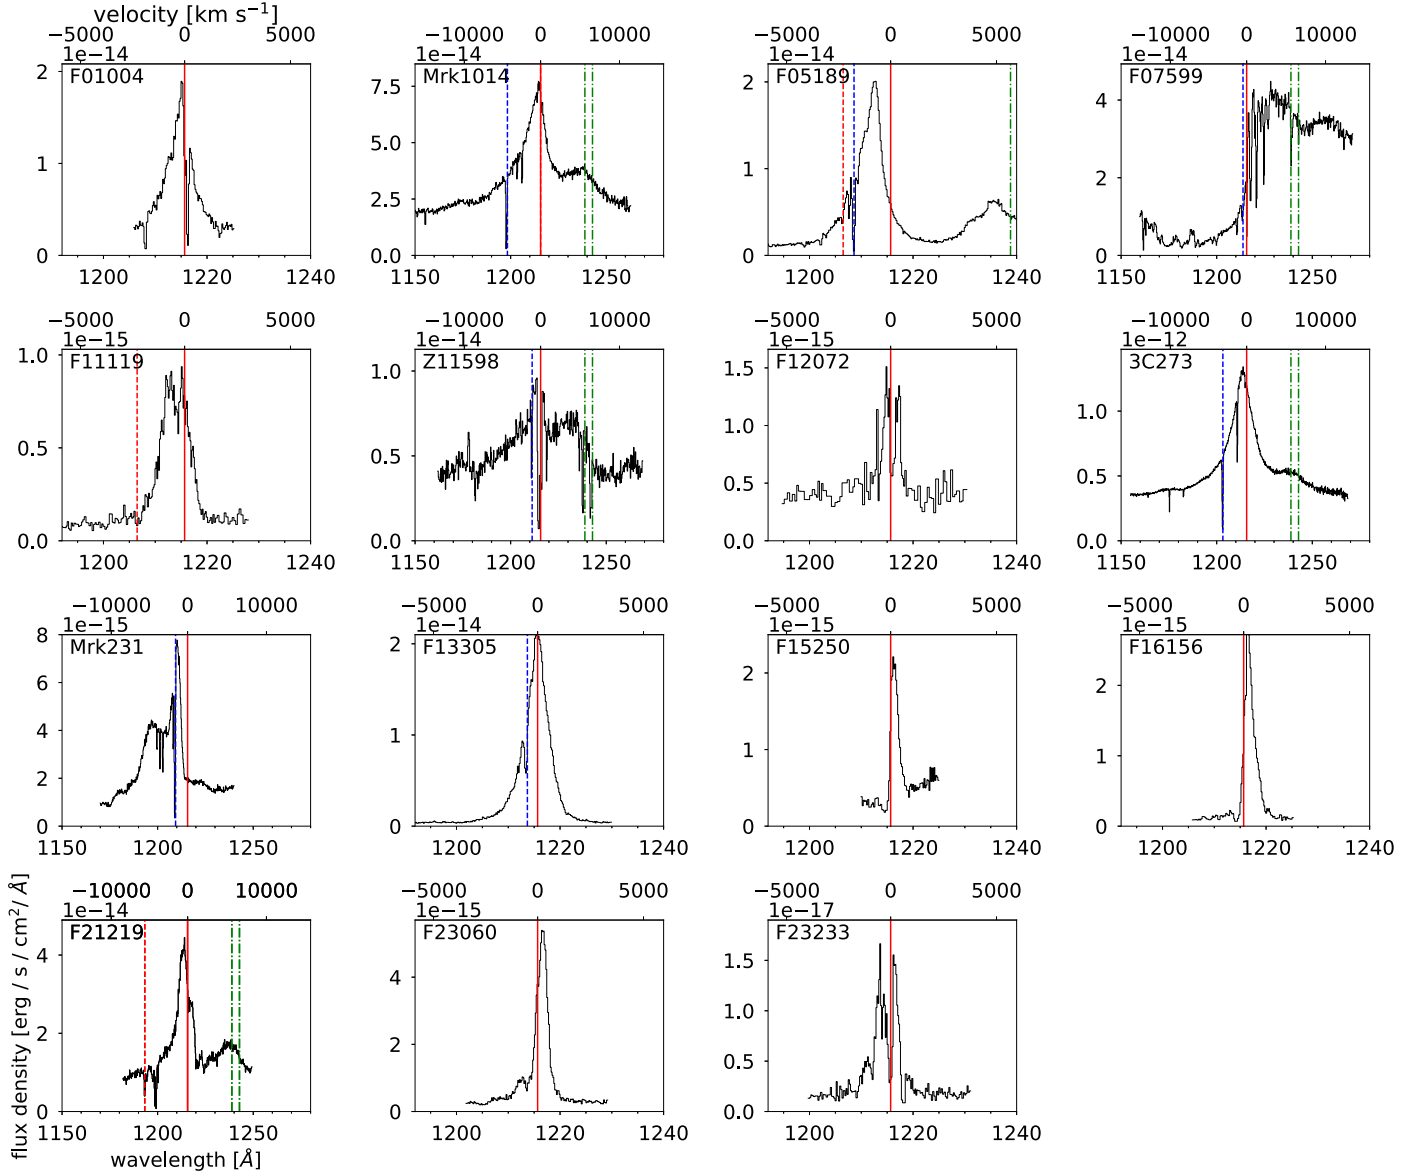 velocity [km s⁻¹]
−5000 0 5000
1e−14
F01004
2
1
0
1200 1220 1240
−10000 0 10000
1e−14
Mrk1014
7.5
5.0
2.5
0.0
1150 1200 1250
−5000 0 5000
1e−14
F05189
2
1
0
1200 1220 1240
−10000 0 10000
1e−14
F07599
4
2
0
1150 1200 1250
−5000 0 5000
1e−15
F11119
1.0
0.5
0.0
1200 1220 1240
−10000 0 10000
1e−14
Z11598
1.0
0.5
0.0
1150 1200 1250
−5000 0 5000
1e−15
F12072
1.5
1.0
0.5
0.0
1200 1220 1240
−10000 0 10000
1e−12
3C273
1.0
0.5
0.0
1150 1200 1250
−10000 0 10000
1e−15
Mrk231
8
6
4
2
0
1150 1200 1250
−5000 0 5000
1e−14
F13305
2
1
0
1200 1220 1240
−5000 0 5000
1e−15
F15250
2
1
0
1200 1220 1240
−5000 0 5000
1e−15
F16156
2
1
0
1200 1220 1240
−10000 0 10000
1e−14
F21219
4
2
0
1150 1200 1250
−5000 0 5000
1e−15
F23060
4
2
0
1200 1220 1240
−5000 0 5000
1e−17
F23233
1.5
1.0
0.5
0.0
1200 1220 1240
flux density [erg / s / cm²/ Å]
wavelength [Å]